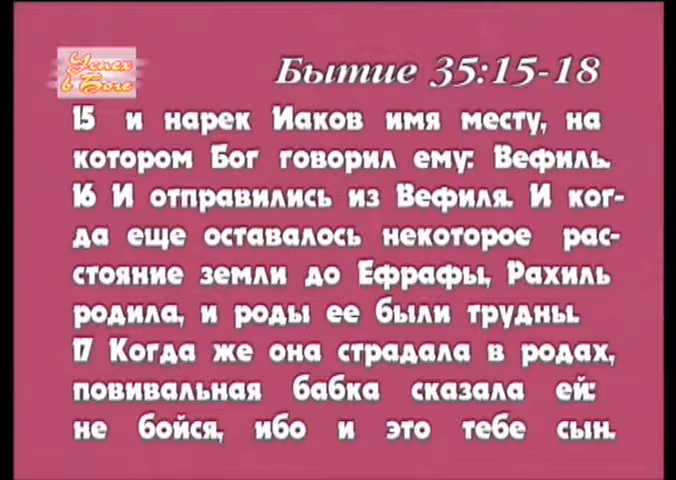 Успех
в Боге
Бытие 35:15-18
15 и нарек Иаков имя месту, на
котором Бог говорил ему: Вефиль.
16 И отправились из Вефиля. И ког-
да еще оставалось некоторое рас-
стояние земли до Ефрафы, Рахиль
родила, и роды ее были трудны.
17 Когда же она страдала в родах,
повивальная бабка сказала ей:
не бойся, ибо и это тебе сын.